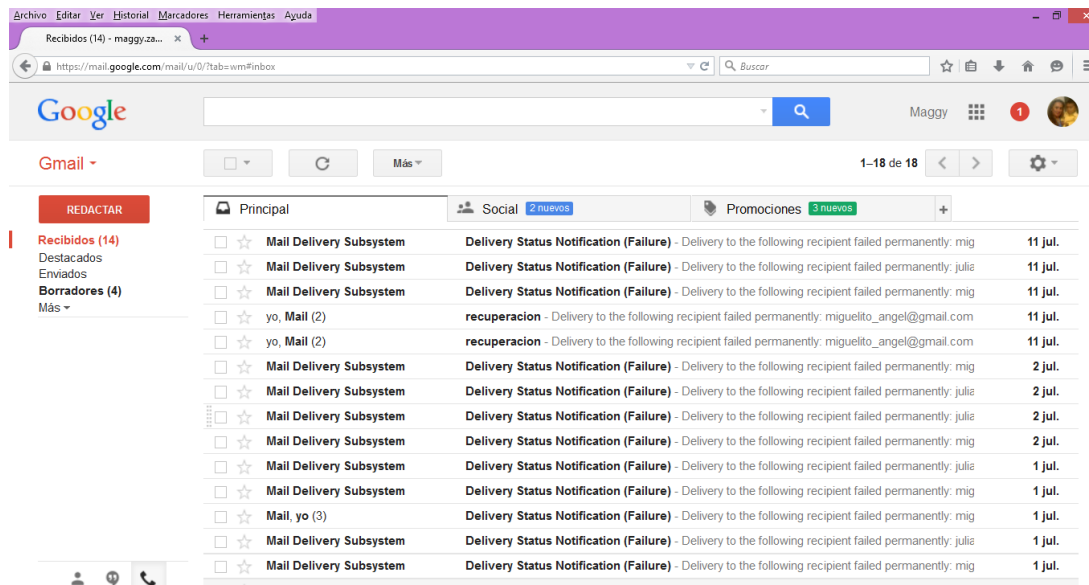 Archivo Editar Ver Historial Marcadores Herramientas Ayuda
Recibidos (14) - maggy.za... × +
https://mail.google.com/mail/u/0/?tab=wm#inbox Buscar
Google Maggy 1
Gmail Más 1–18 de 18
REDACTAR Principal Social 2 nuevos Promociones 3 nuevos +
Recibidos (14)
Destacados
Enviados
Borradores (4)
Más
Mail Delivery Subsystem Delivery Status Notification (Failure) - Delivery to the following recipient failed permanently: mig 11 jul.
Mail Delivery Subsystem Delivery Status Notification (Failure) - Delivery to the following recipient failed permanently: julia 11 jul.
Mail Delivery Subsystem Delivery Status Notification (Failure) - Delivery to the following recipient failed permanently: mig 11 jul.
yo, Mail (2) recuperacion - Delivery to the following recipient failed permanently: miguelito_angel@gmail.com 11 jul.
yo, Mail (2) recuperacion - Delivery to the following recipient failed permanently: miguelito_angel@gmail.com 11 jul.
Mail Delivery Subsystem Delivery Status Notification (Failure) - Delivery to the following recipient failed permanently: mig 2 jul.
Mail Delivery Subsystem Delivery Status Notification (Failure) - Delivery to the following recipient failed permanently: julia 2 jul.
Mail Delivery Subsystem Delivery Status Notification (Failure) - Delivery to the following recipient failed permanently: julia 2 jul.
Mail Delivery Subsystem Delivery Status Notification (Failure) - Delivery to the following recipient failed permanently: mig 2 jul.
Mail Delivery Subsystem Delivery Status Notification (Failure) - Delivery to the following recipient failed permanently: julia 1 jul.
Mail Delivery Subsystem Delivery Status Notification (Failure) - Delivery to the following recipient failed permanently: mig 1 jul.
Mail, yo (3) Delivery Status Notification (Failure) - Delivery to the following recipient failed permanently: mig 1 jul.
Mail Delivery Subsystem Delivery Status Notification (Failure) - Delivery to the following recipient failed permanently: julia 1 jul.
Mail Delivery Subsystem Delivery Status Notification (Failure) - Delivery to the following recipient failed permanently: mig 1 jul.